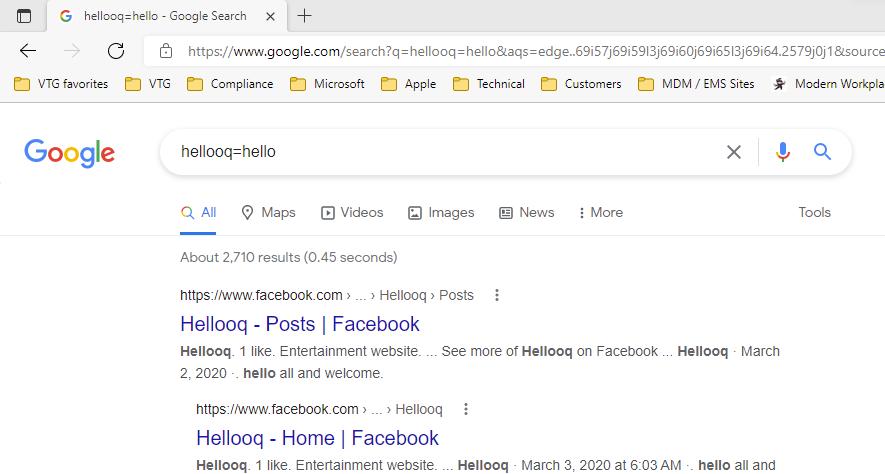 hellooq=hello - Google Search
https://www.google.com/search?q=hellooq=hello&aqs=edge..69i57j69i59l3j69i60j69i65l3j69i64.2579j0j1&source
VTG favorites VTG Compliance Microsoft Apple Technical Customers MDM / EMS Sites Modern Workpla
Google
hellooq=hello
All Maps Videos Images News More Tools
About 2,710 results (0.45 seconds)
https://www.facebook.com › ... › Hellooq › Posts
Hellooq - Posts | Facebook
Hellooq. 1 like. Entertainment website. ... See more of Hellooq on Facebook ... Hellooq · March
2, 2020 ·. hello all and welcome.
https://www.facebook.com › ... › Hellooq
Hellooq - Home | Facebook
Hellooq. 1 like. Entertainment website. ... Hellooq · March 3, 2020 at 6:03 AM ·. hello all and